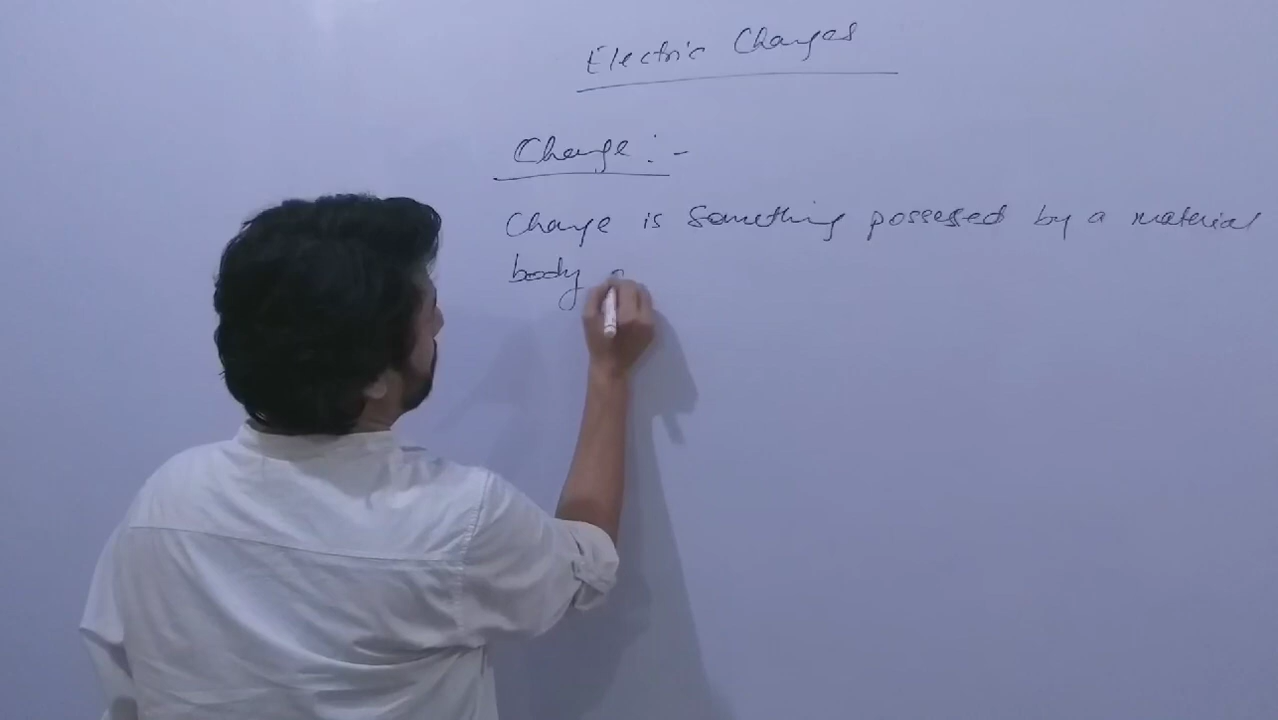 Electric Charges
Charge :-
Charge is something possessed by a material
body